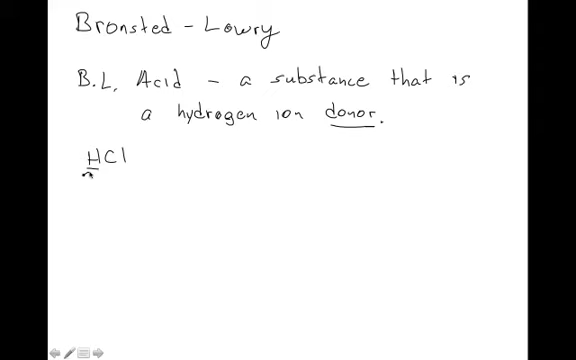 Bronsted - Lowry
B.L. Acid - a substance that is
a hydrogen ion donor.
HCl